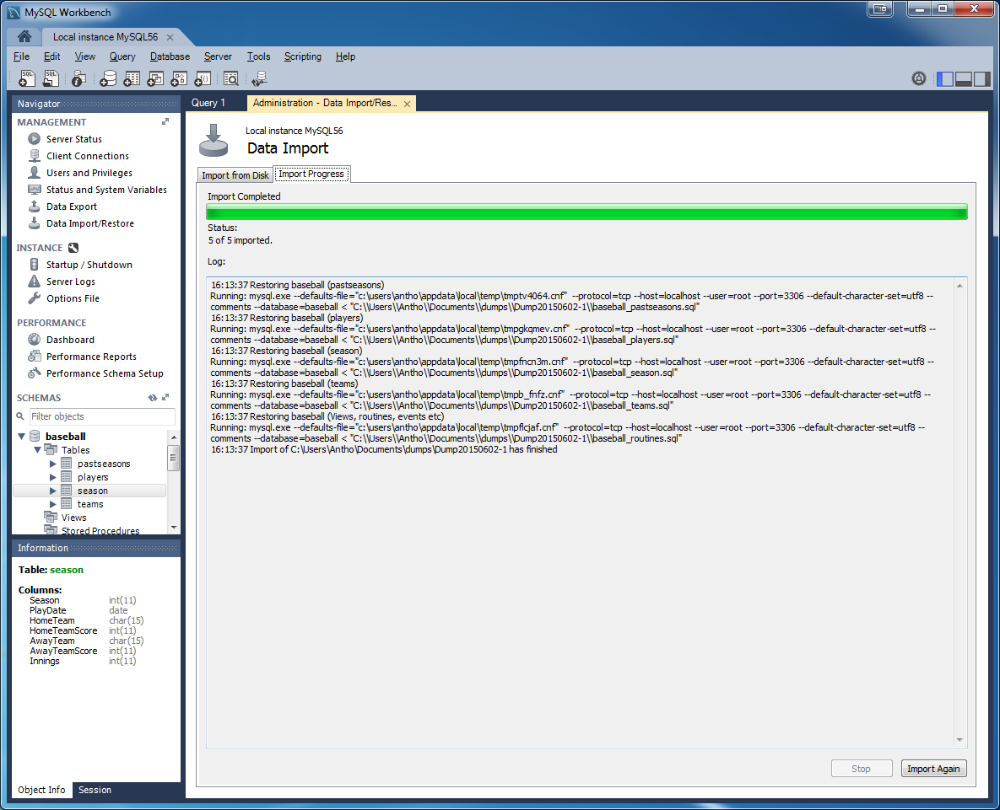 MySQL Workbench
Local instance MySQL56
File Edit View Query Database Server Tools Scripting Help
SQL SQL
Navigator
MANAGEMENT
Server Status
Client Connections
Users and Privileges
Status and System Variables
Data Export
Data Import/Restore
INSTANCE
Startup / Shutdown
Server Logs
Options File
PERFORMANCE
Dashboard
Performance Reports
Performance Schema Setup
SCHEMAS
Filter objects
baseball
Tables
pastseasons
players
season
teams
Views
Stored Procedures
Information
Table: season
Columns:
Season int(11)
PlayDate date
HomeTeam char(15)
HomeTeamScore int(11)
AwayTeam char(15)
AwayTeamScore int(11)
Innings int(11)
Object Info Session
Query 1 Administration - Data Import/Res...
Local instance MySQL56
Data Import
Import from Disk Import Progress
Import Completed
Status:
5 of 5 imported.
Log:
16:13:37 Restoring baseball (pastseasons)
Running: mysql.exe --defaults-file="c:\users\antho\appdata\local\temp\tmptv4064.cnf" --protocol=tcp --host=localhost --user=root --port=3306 --default-character-set=utf8 --
comments --database=baseball < "C:\\Users\\Antho\\Documents\\dumps\\Dump20150602-1\\baseball_pastseasons.sql"
16:13:37 Restoring baseball (players)
Running: mysql.exe --defaults-file="c:\users\antho\appdata\local\temp\tmpgkqmev.cnf" --protocol=tcp --host=localhost --user=root --port=3306 --default-character-set=utf8 --
comments --database=baseball < "C:\\Users\\Antho\\Documents\\dumps\\Dump20150602-1\\baseball_players.sql"
16:13:37 Restoring baseball (season)
Running: mysql.exe --defaults-file="c:\users\antho\appdata\local\temp\tmpfncn3m.cnf" --protocol=tcp --host=localhost --user=root --port=3306 --default-character-set=utf8 --
comments --database=baseball < "C:\\Users\\Antho\\Documents\\dumps\\Dump20150602-1\\baseball_season.sql"
16:13:37 Restoring baseball (teams)
Running: mysql.exe --defaults-file="c:\users\antho\appdata\local\temp\tmpb_fnfz.cnf" --protocol=tcp --host=localhost --user=root --port=3306 --default-character-set=utf8 --
comments --database=baseball < "C:\\Users\\Antho\\Documents\\dumps\\Dump20150602-1\\baseball_teams.sql"
16:13:37 Restoring baseball (Views, routines, events etc)
Running: mysql.exe --defaults-file="c:\users\antho\appdata\local\temp\tmpflcjaf.cnf" --protocol=tcp --host=localhost --user=root --port=3306 --default-character-set=utf8 --
comments --database=baseball < "C:\\Users\\Antho\\Documents\\dumps\\Dump20150602-1\\baseball_routines.sql"
16:13:37 Import of C:\Users\Antho\Documents\dumps\Dump20150602-1 has finished
Stop Import Again